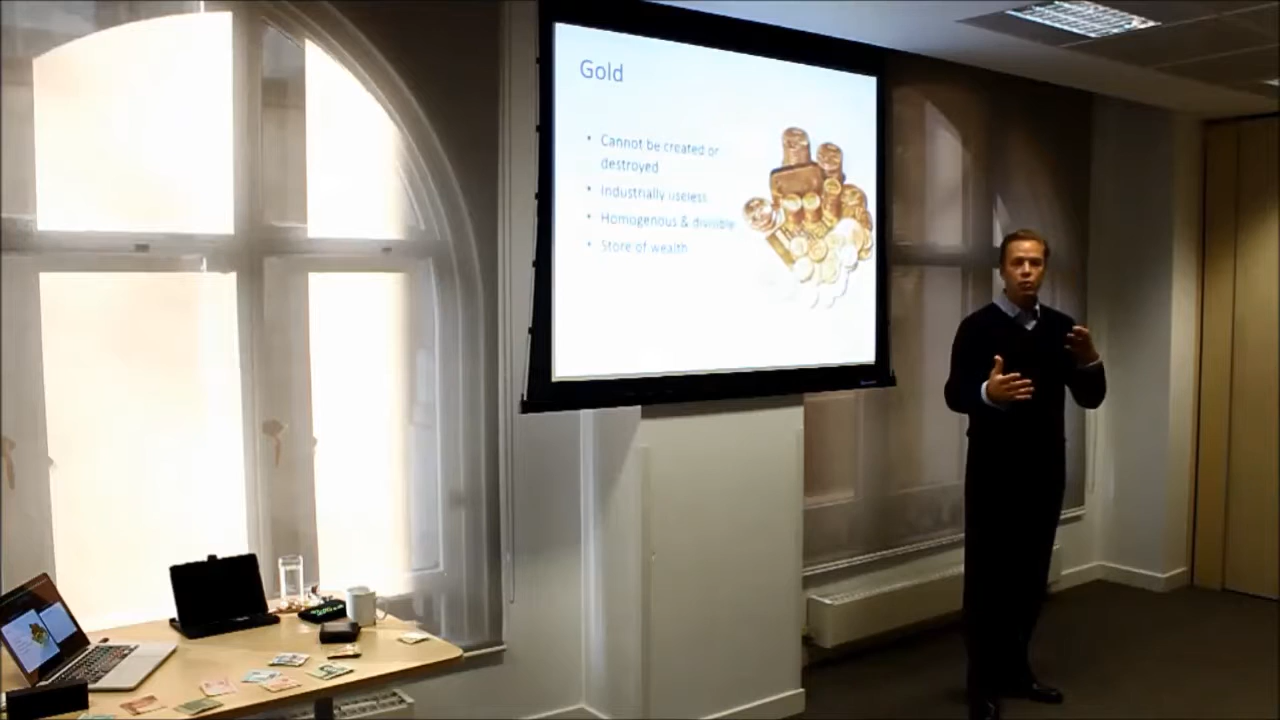 Gold
• Cannot be created or
destroyed
• Industrially useless
• Homogenous & divisible
• Store of wealth